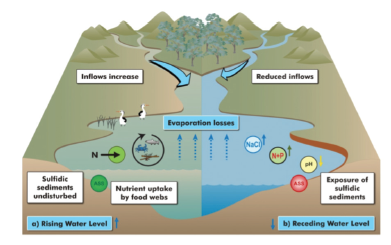 Inflows increase
Reduced inflows
Evaporation losses
N
NaCl
N+P
pH
Sulfidic
sediments
undisturbed
ASS
Nutrient uptake
by food webs
ASS
Exposure of
sulfidic
sediments
a) Rising Water Level
b) Receding Water Level